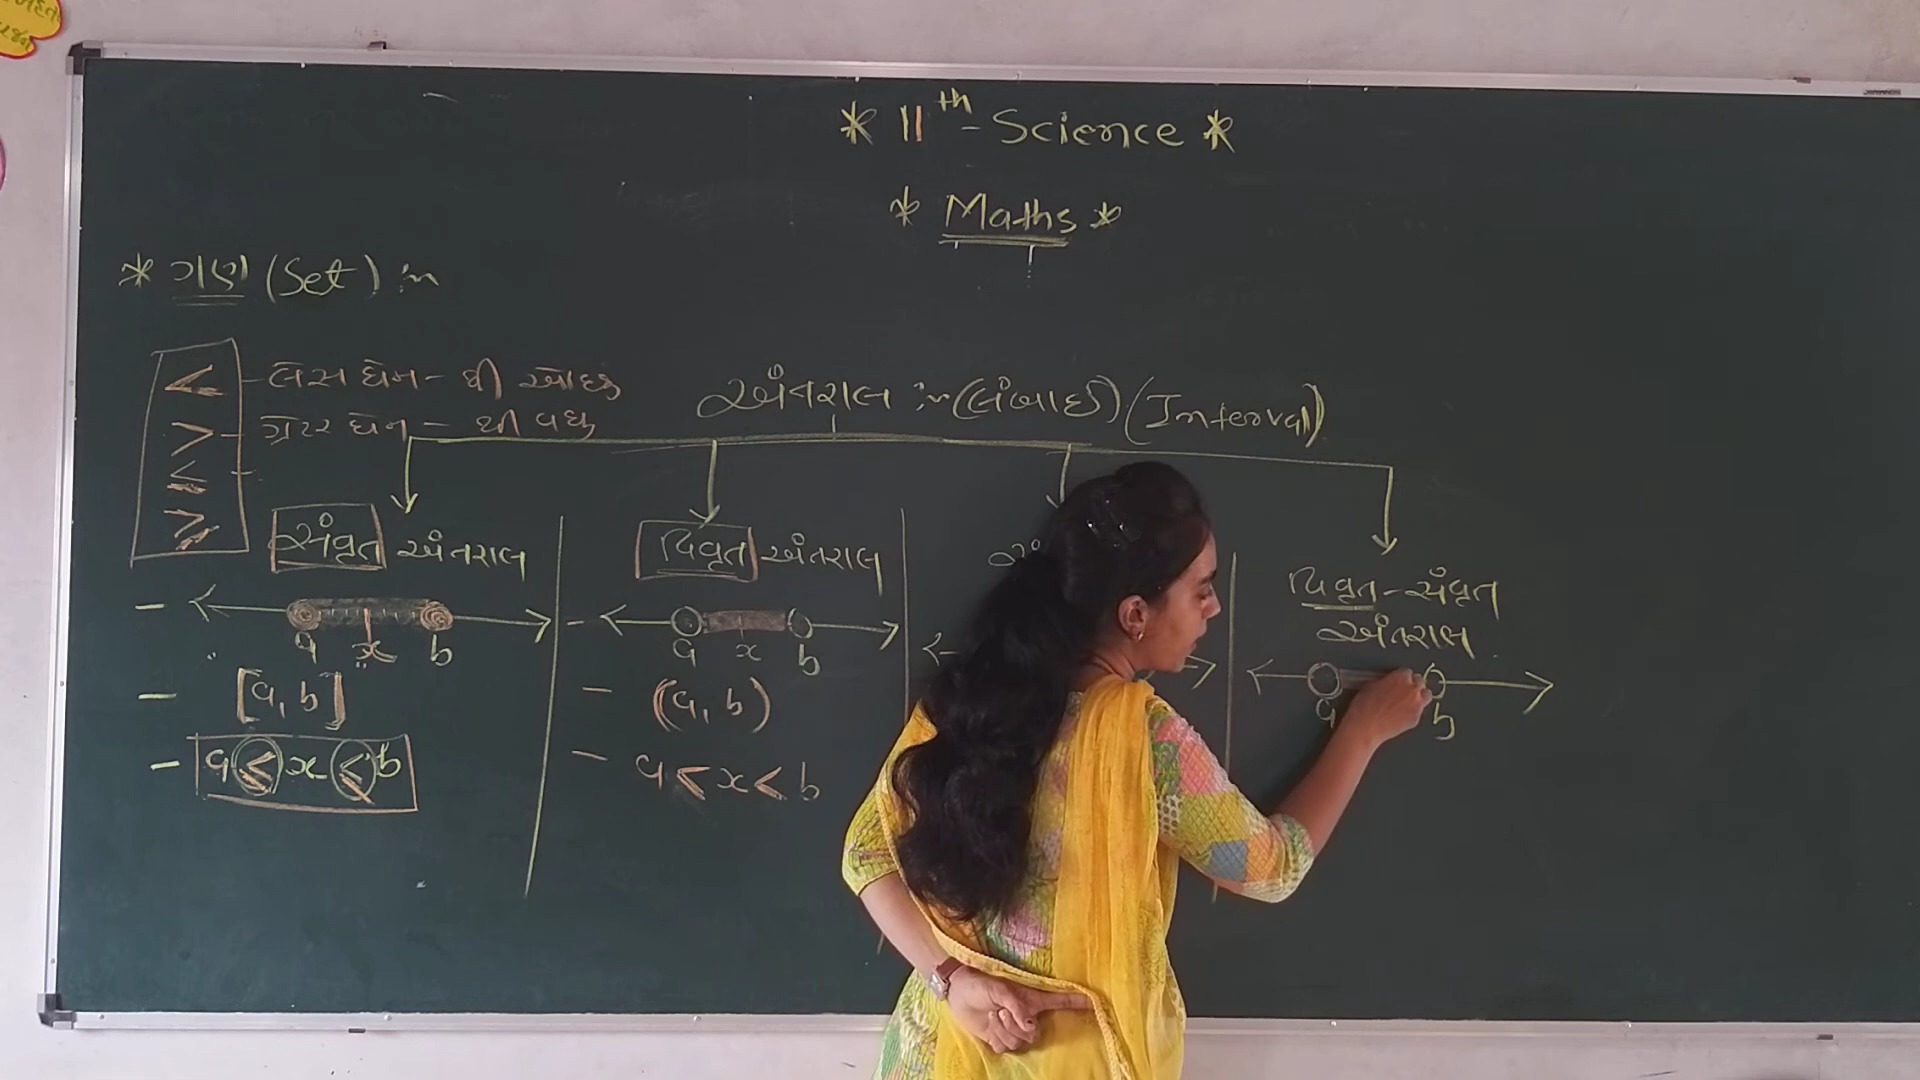 * 11th - Science *
* Maths *
* ગણ (Set) :~
< - લેસ ધેન - થી ઓછુ
> - ગ્રેટર ધેન - થી વધુ
≤ -
≥
અંતરાલ :~ (લંબાઈ) (Interval)
સંવૃત અંતરાલ
a x b
- [a, b]
- a ≤ x ≤ b
વિવૃત અંતરાલ
a x b
- (a, b)
- a < x < b
વિવૃત - સંવૃત
અંતરાલ
a b